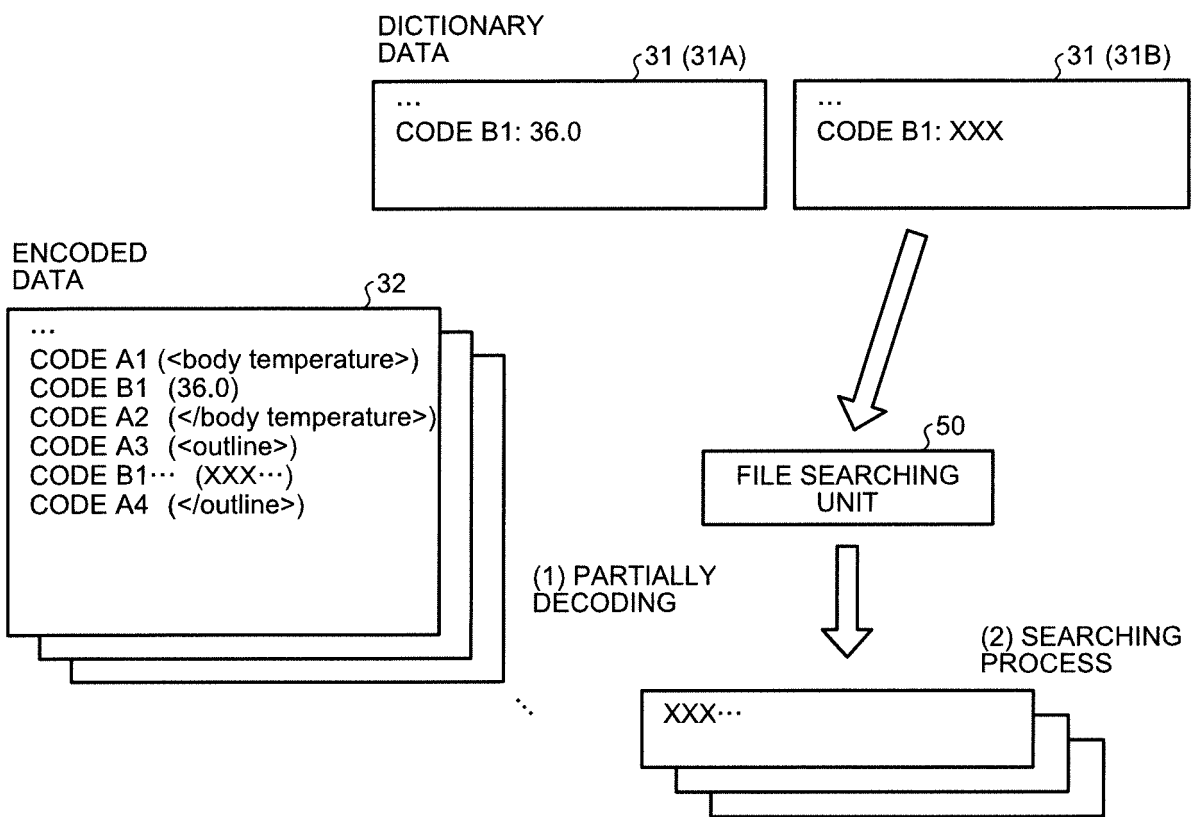 DICTIONARY
DATA
31 (31A)
31 (31B)
…
CODE B1: 36.0
…
CODE B1: XXX
ENCODED
DATA
32
…
CODE A1 (<body temperature>)
CODE B1 (36.0)
CODE A2 (</body temperature>)
CODE A3 (<outline>)
CODE B1… (XXX…)
CODE A4 (</outline>)
50
FILE SEARCHING
UNIT
(1) PARTIALLY
DECODING
(2) SEARCHING
PROCESS
XXX…
…